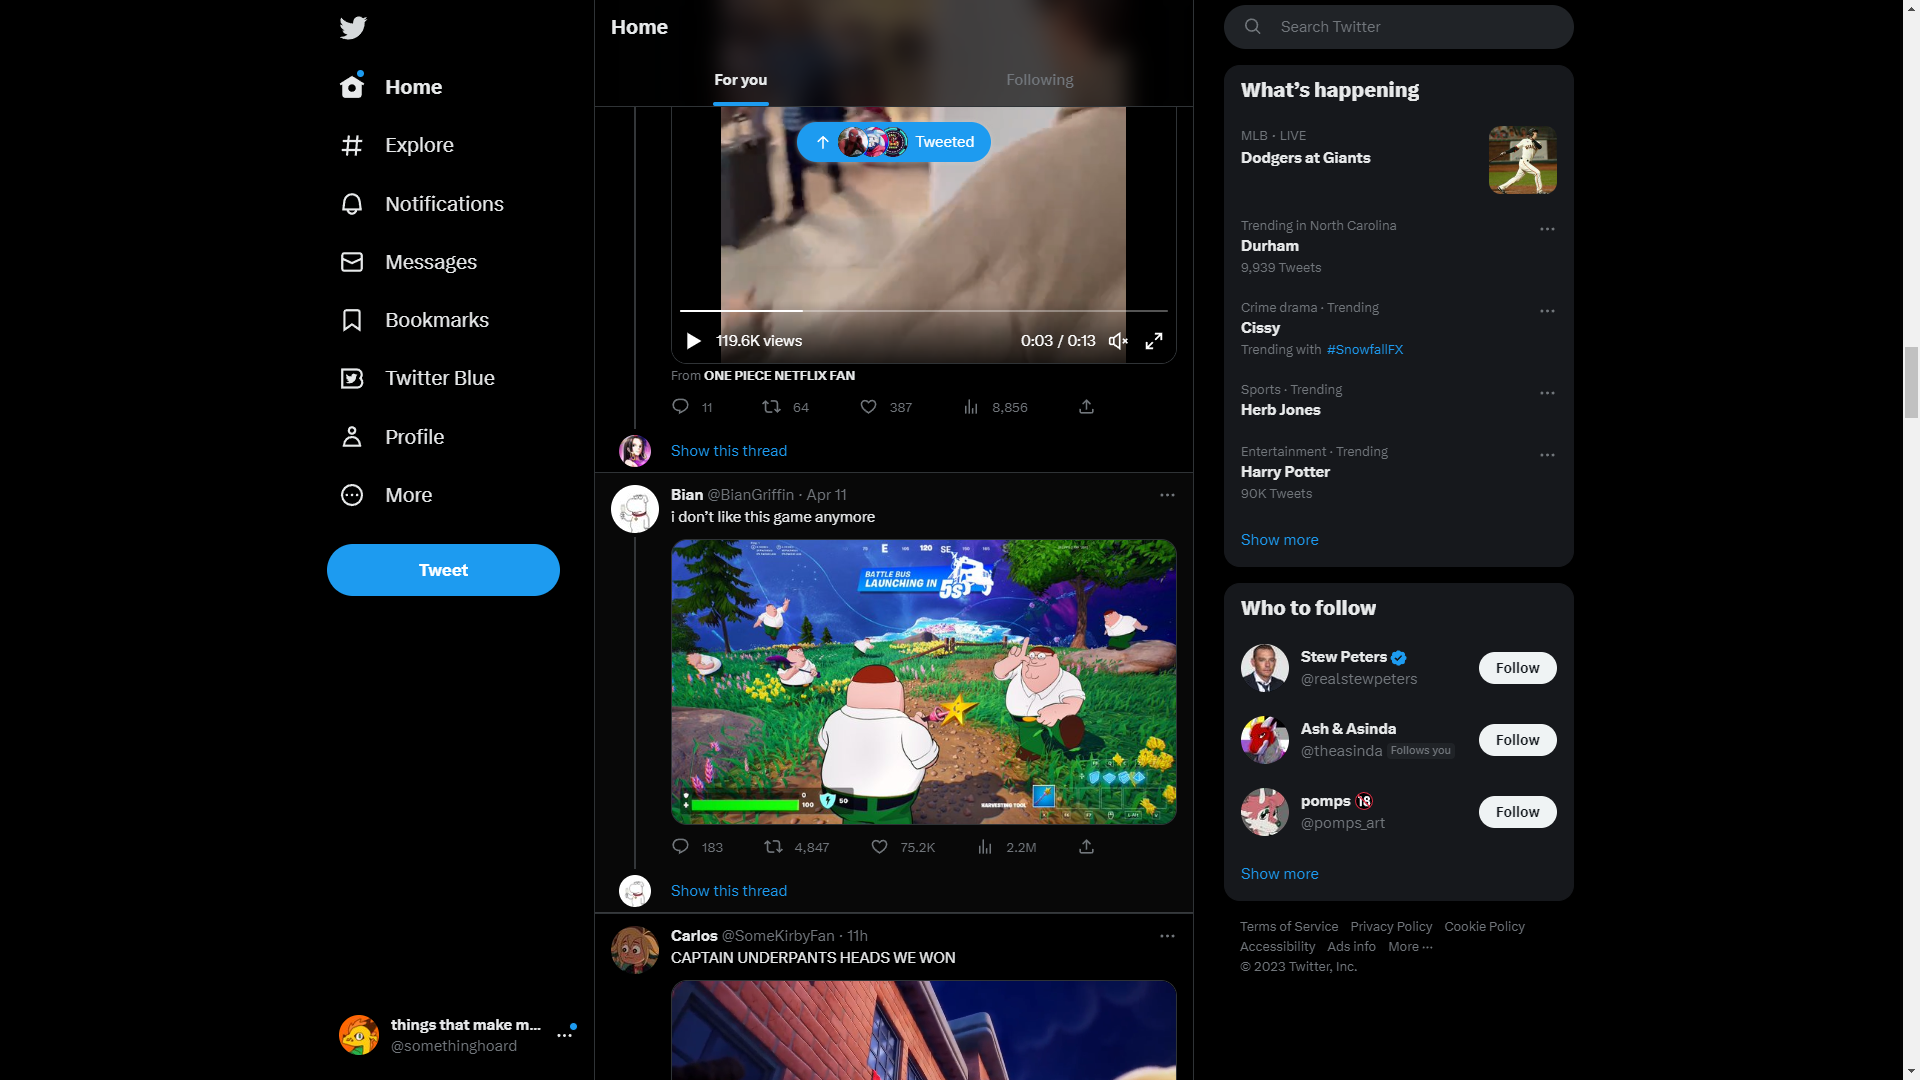 Home
Explore
Notifications
Messages
Bookmarks
Twitter Blue
Profile
More
Tweet
things that make m...
@somethinghoard
Home
For you
Following
Tweeted
119.6K views
0:03 / 0:13
From ONE PIECE NETFLIX FAN
11
64
387
8,856
Show this thread
Bian @BianGriffin · Apr 11
i don’t like this game anymore
E
120
SE
BATTLE BUS
LAUNCHING IN 5S
0
100
50
HARVESTING TOOL
183
4,847
75.2K
2.2M
Show this thread
Carlos @SomeKirbyFan · 11h
CAPTAIN UNDERPANTS HEADS WE WON
Search Twitter
What’s happening
MLB · LIVE
Dodgers at Giants
Trending in North Carolina
Durham
9,939 Tweets
Crime drama · Trending
Cissy
Trending with #SnowfallFX
Sports · Trending
Herb Jones
Entertainment · Trending
Harry Potter
90K Tweets
Show more
Who to follow
Stew Peters
@realstewpeters
Follow
Ash & Asinda
@theasinda Follows you
Follow
pomps 🔞
@pomps_art
Follow
Show more
Terms of Service Privacy Policy Cookie Policy
Accessibility Ads info More ···
© 2023 Twitter, Inc.